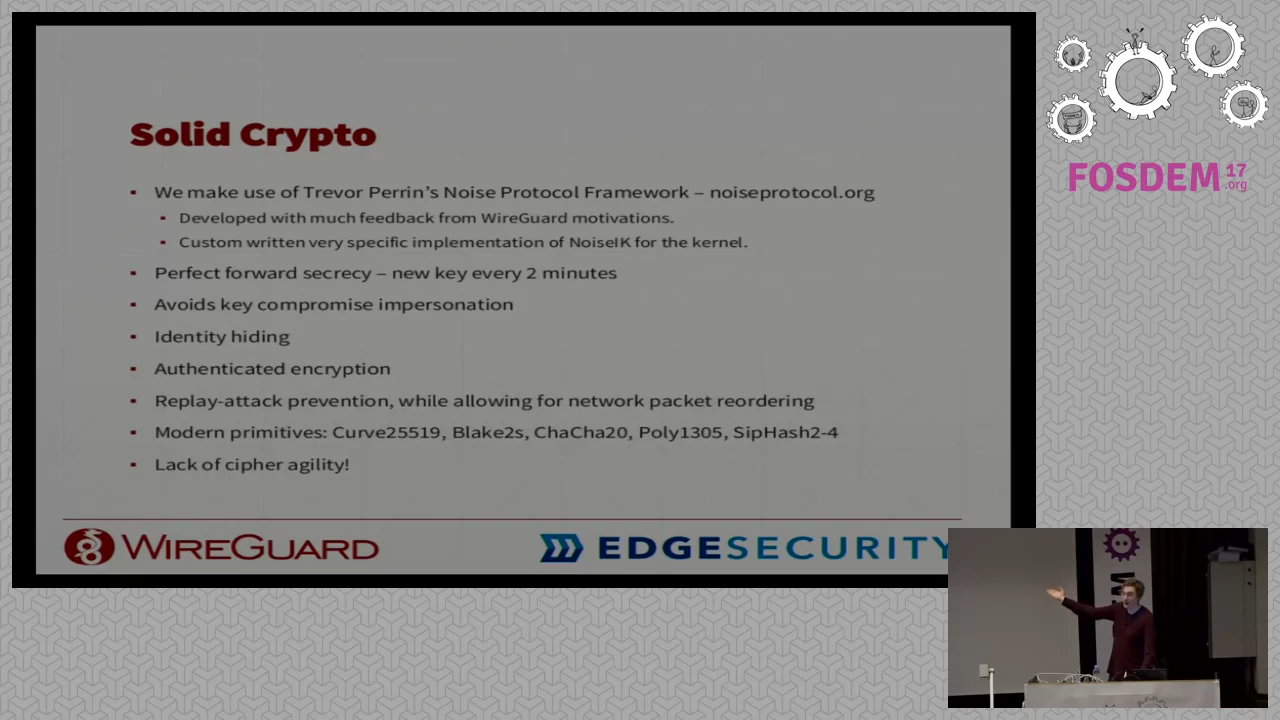 Solid Crypto
▪ We make use of Trevor Perrin's Noise Protocol Framework – noiseprotocol.org
▪ Developed with much feedback from WireGuard motivations.
▪ Custom written very specific implementation of NoiseIK for the kernel.
▪ Perfect forward secrecy – new key every 2 minutes
▪ Avoids key compromise impersonation
▪ Identity hiding
▪ Authenticated encryption
▪ Replay-attack prevention, while allowing for network packet reordering
▪ Modern primitives: Curve25519, Blake2s, ChaCha20, Poly1305, SipHash2-4
▪ Lack of cipher agility!
WIREGUARD
EDGESECURITY
FOSDEM 17
.org